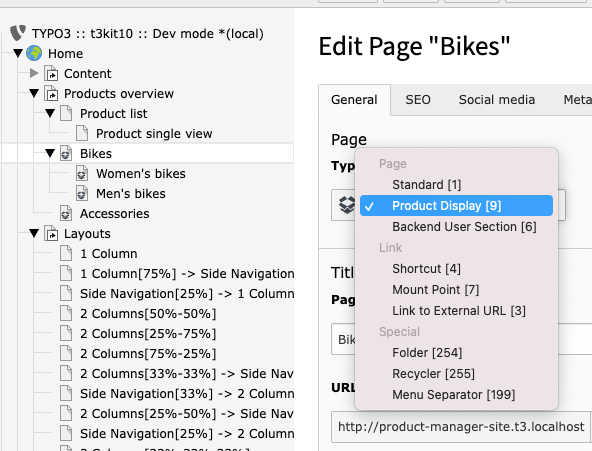 TYPO3 :: t3kit10 :: Dev mode *(local)
Home
Content
Products overview
Product list
Product single view
Bikes
Women's bikes
Men's bikes
Accessories
Layouts
1 Column
1 Column[75%] -> Side Navigation
Side Navigation[25%] -> 1 Column
2 Columns[50%-50%]
2 Columns[25%-75%]
2 Columns[75%-25%]
2 Columns[33%-33%] -> Side Navi
Side Navigation[33%] -> 2 Column
2 Columns[25%-50%] -> Side Navi
Side Navigation[25%] -> 2 Column
Edit Page "Bikes"
General
SEO
Social media
Meta
Page
Typ
Page
Standard [1]
Product Display [9]
Backend User Section [6]
Link
Shortcut [4]
Mount Point [7]
Link to External URL [3]
Special
Folder [254]
Recycler [255]
Menu Separator [199]
Titl
Pag
Bik
URL
http://product-manager-site.t3.localhost